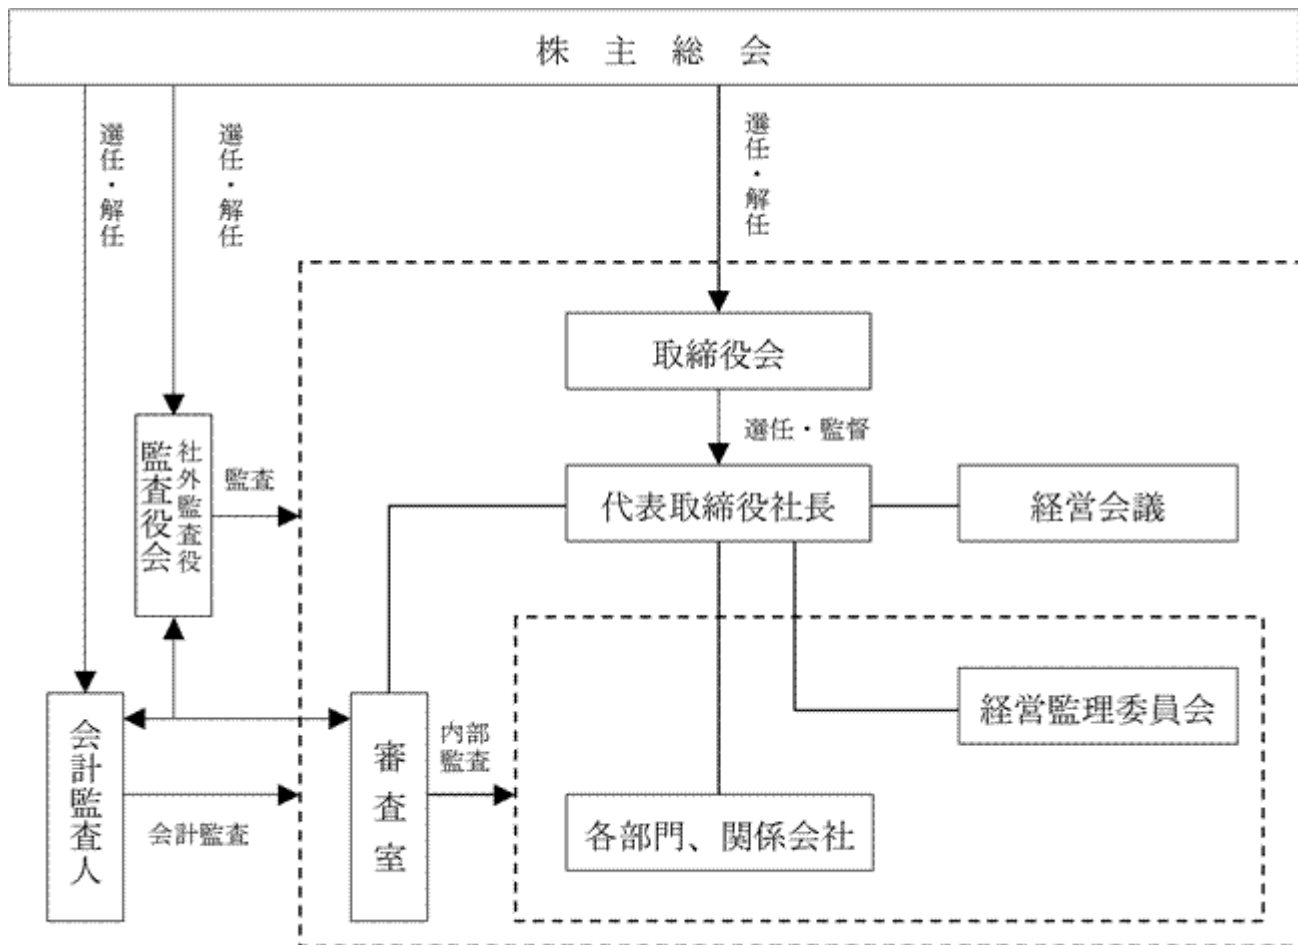 株主総会
選任・解任
選任・解任
選任・解任
取締役会
選任・監督
代表取締役社長
経営会議
監査役会
社外監査役
監査
経営監理委員会
会計監査人
会計監査
審査室
内部
監査
各部門、関係会社